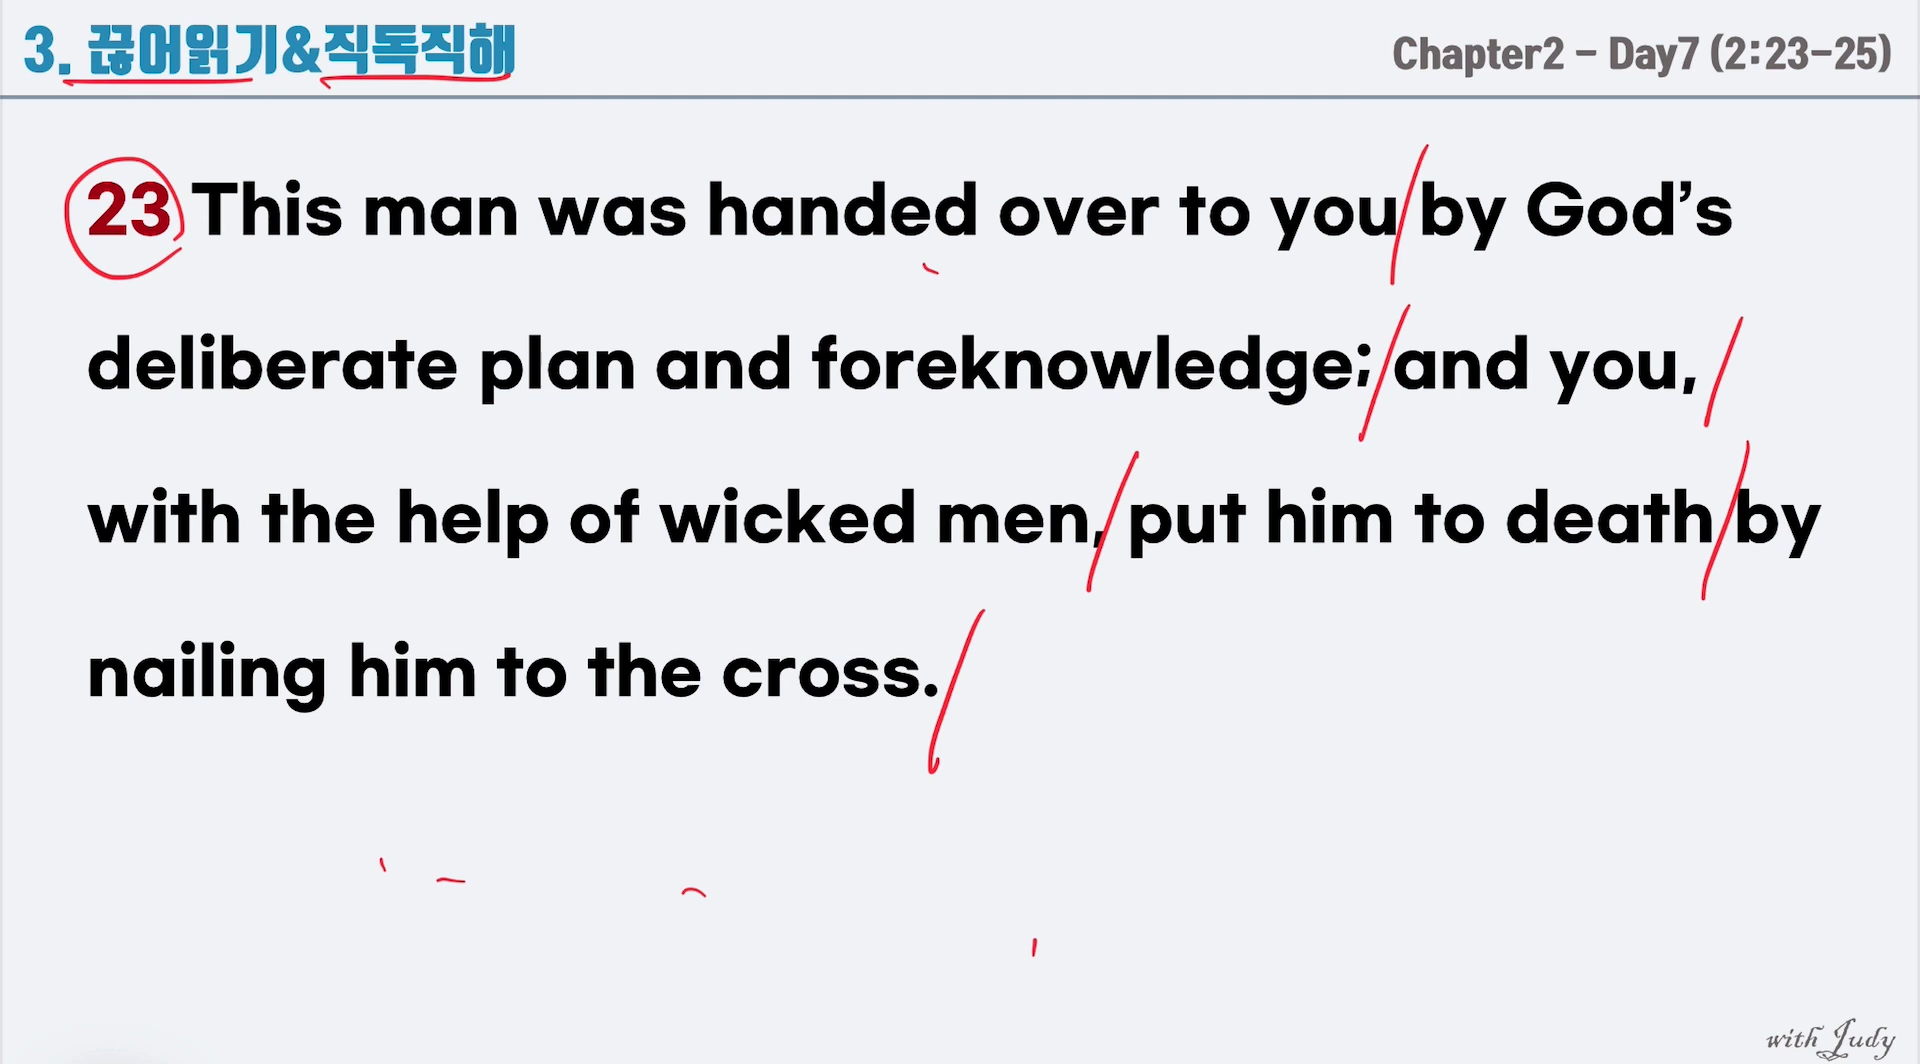 3. 끊어읽기&직독직해
Chapter2 - Day7 (2:23-25)
23 This man was handed over to you by God’s
deliberate plan and foreknowledge; and you,
with the help of wicked men, put him to death by
nailing him to the cross.
with Judy